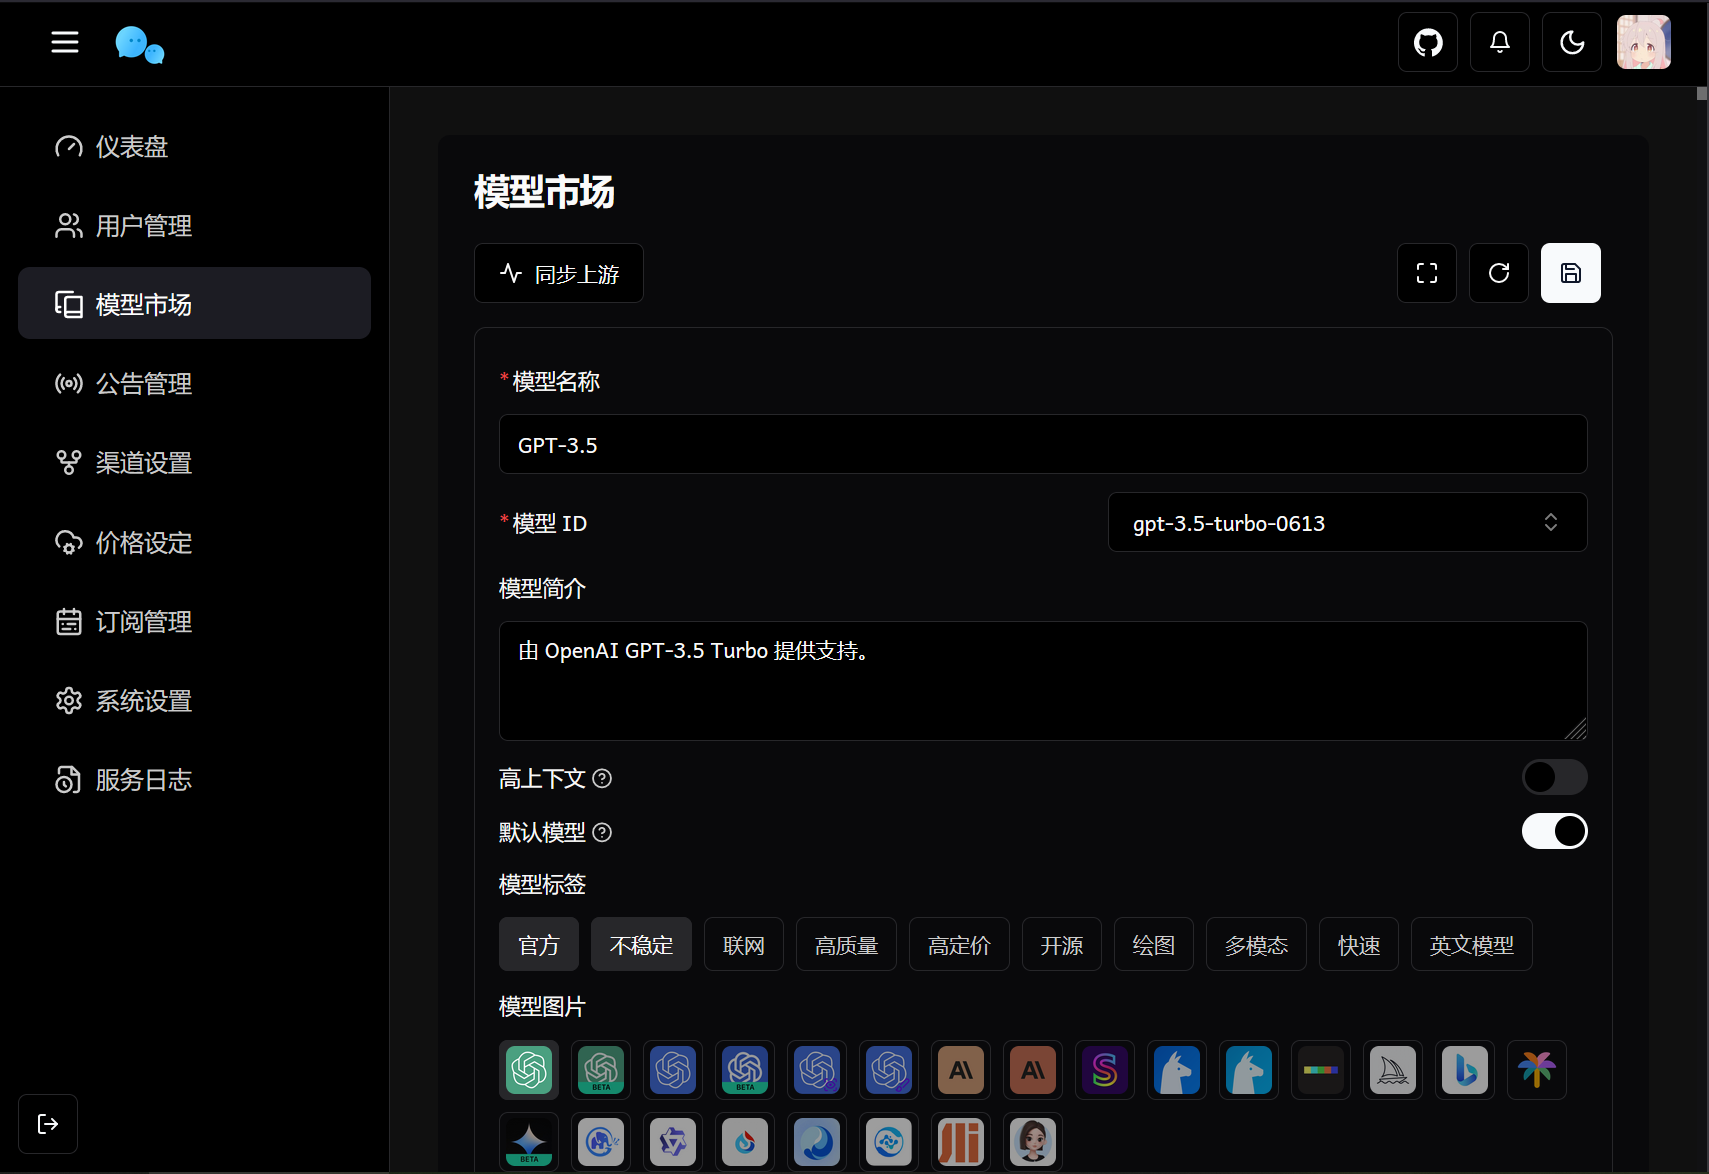 仪表盘
用户管理
模型市场
公告管理
渠道设置
价格设定
订阅管理
系统设置
服务日志
模型市场
同步上游
*模型名称
GPT-3.5
*模型 ID
gpt-3.5-turbo-0613
模型简介
由 OpenAI GPT-3.5 Turbo 提供支持。
高上下文
默认模型
模型标签
官方 不稳定 联网 高质量 高定价 开源 绘图 多模态 快速 英文模型
模型图片
BETA BETA
BETA